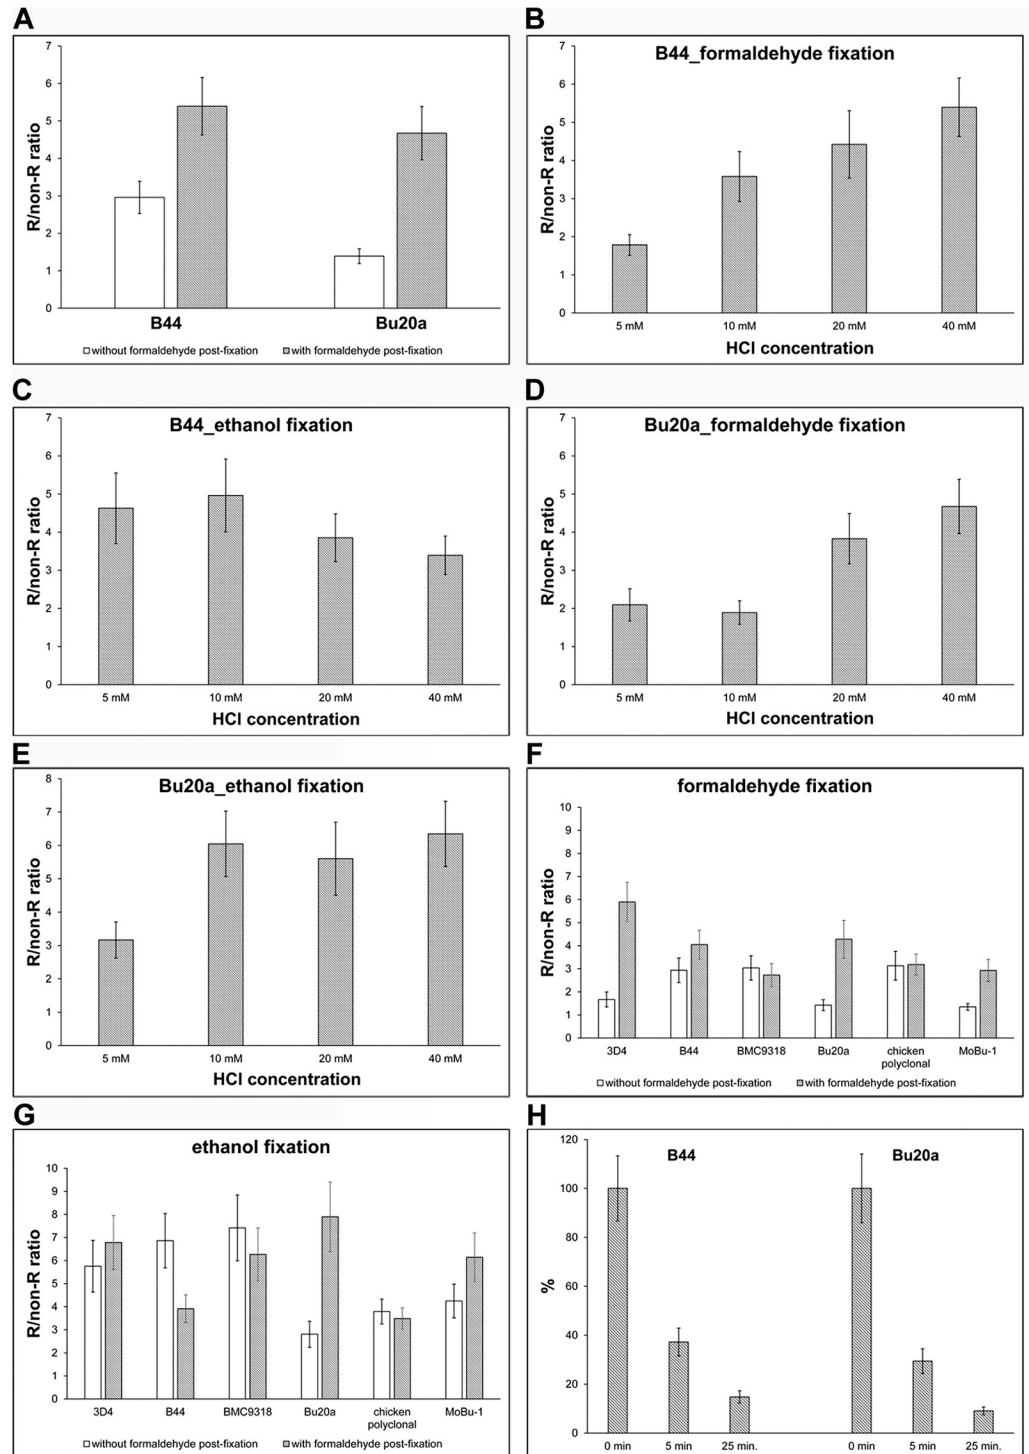 A
R/non-R ratio
7
6
5
4
3
2
1
0
B44
Bu20a
without formaldehyde post-fixation
with formaldehyde post-fixation
B
B44_formaldehyde fixation
R/non-R ratio
7
6
5
4
3
2
1
0
5 mM
10 mM
20 mM
40 mM
HCl concentration
C
B44_ethanol fixation
R/non-R ratio
7
6
5
4
3
2
1
0
5 mM
10 mM
20 mM
40 mM
HCl concentration
D
Bu20a_formaldehyde fixation
R/non-R ratio
7
6
5
4
3
2
1
0
5 mM
10 mM
20 mM
40 mM
HCl concentration
E
Bu20a_ethanol fixation
R/non-R ratio
8
7
6
5
4
3
2
1
0
5 mM
10 mM
20 mM
40 mM
HCl concentration
F
formaldehyde fixation
R/non-R ratio
10
9
8
7
6
5
4
3
2
1
0
3D4
B44
BMC9318
Bu20a
chicken
polyclonal
MoBu-1
without formaldehyde post-fixation
with formaldehyde post-fixation
G
ethanol fixation
R/non-R ratio
10
9
8
7
6
5
4
3
2
1
0
3D4
B44
BMC9318
Bu20a
chicken
polyclonal
MoBu-1
without formaldehyde post-fixation
with formaldehyde post-fixation
H
B44
Bu20a
%
120
100
80
60
40
20
0
0 min
5 min
25 min.
0 min
5 min
25 min.